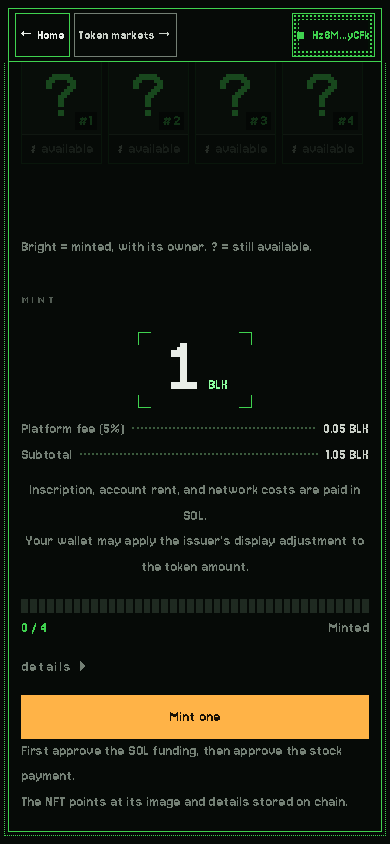 ← Home
Token markets →
Hz8M...yCFk
#1
#2
#3
#4
available
available
available
available
Bright = minted, with its owner. ? = still available.
MINT
1 BLK
Platform fee (5%) 0.05 BLK
Subtotal 1.05 BLK
Inscription, account rent, and network costs are paid in
SOL.
Your wallet may apply the issuer's display adjustment to
the token amount.
0 / 4 Minted
details
Mint one
First approve the SOL funding, then approve the stock
payment.
The NFT points at its image and details stored on chain.